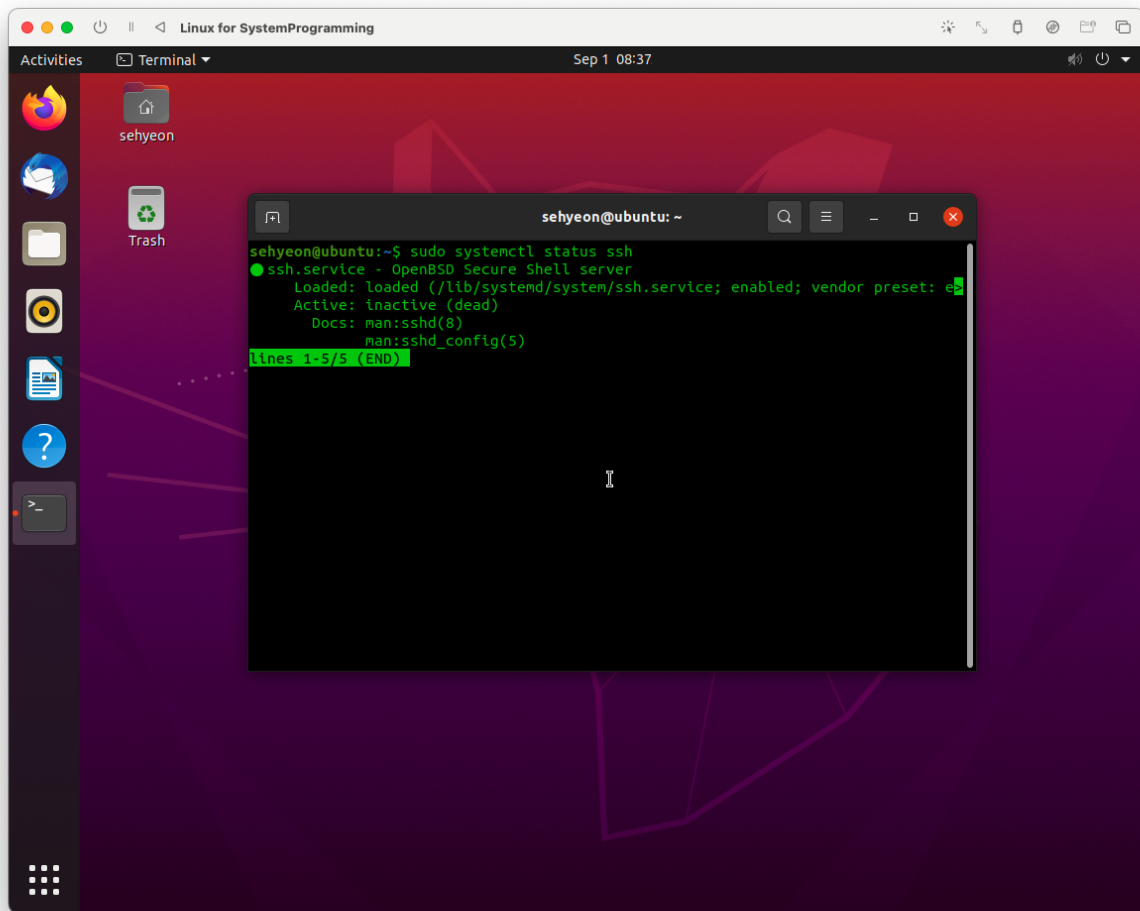 Linux for SystemProgramming
Activities
Terminal
Sep 1 08:37
sehyeon
Trash
sehyeon@ubuntu: ~
sehyeon@ubuntu:~$ sudo systemctl status ssh
ssh.service - OpenBSD Secure Shell server
Loaded: loaded (/lib/systemd/system/ssh.service; enabled; vendor preset: e>
Active: inactive (dead)
Docs: man:sshd(8)
man:sshd_config(5)
lines 1-5/5 (END)